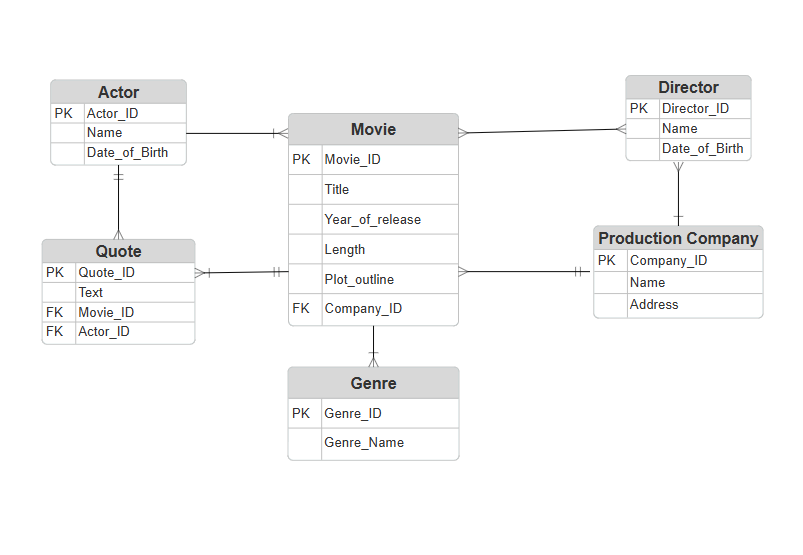 Actor
PK Actor_ID
Name
Date_of_Birth
Movie
PK Movie_ID
Title
Year_of_release
Length
Plot_outline
FK Company_ID
Director
PK Director_ID
Name
Date_of_Birth
Quote
PK Quote_ID
Text
FK Movie_ID
FK Actor_ID
Production Company
PK Company_ID
Name
Address
Genre
PK Genre_ID
Genre_Name